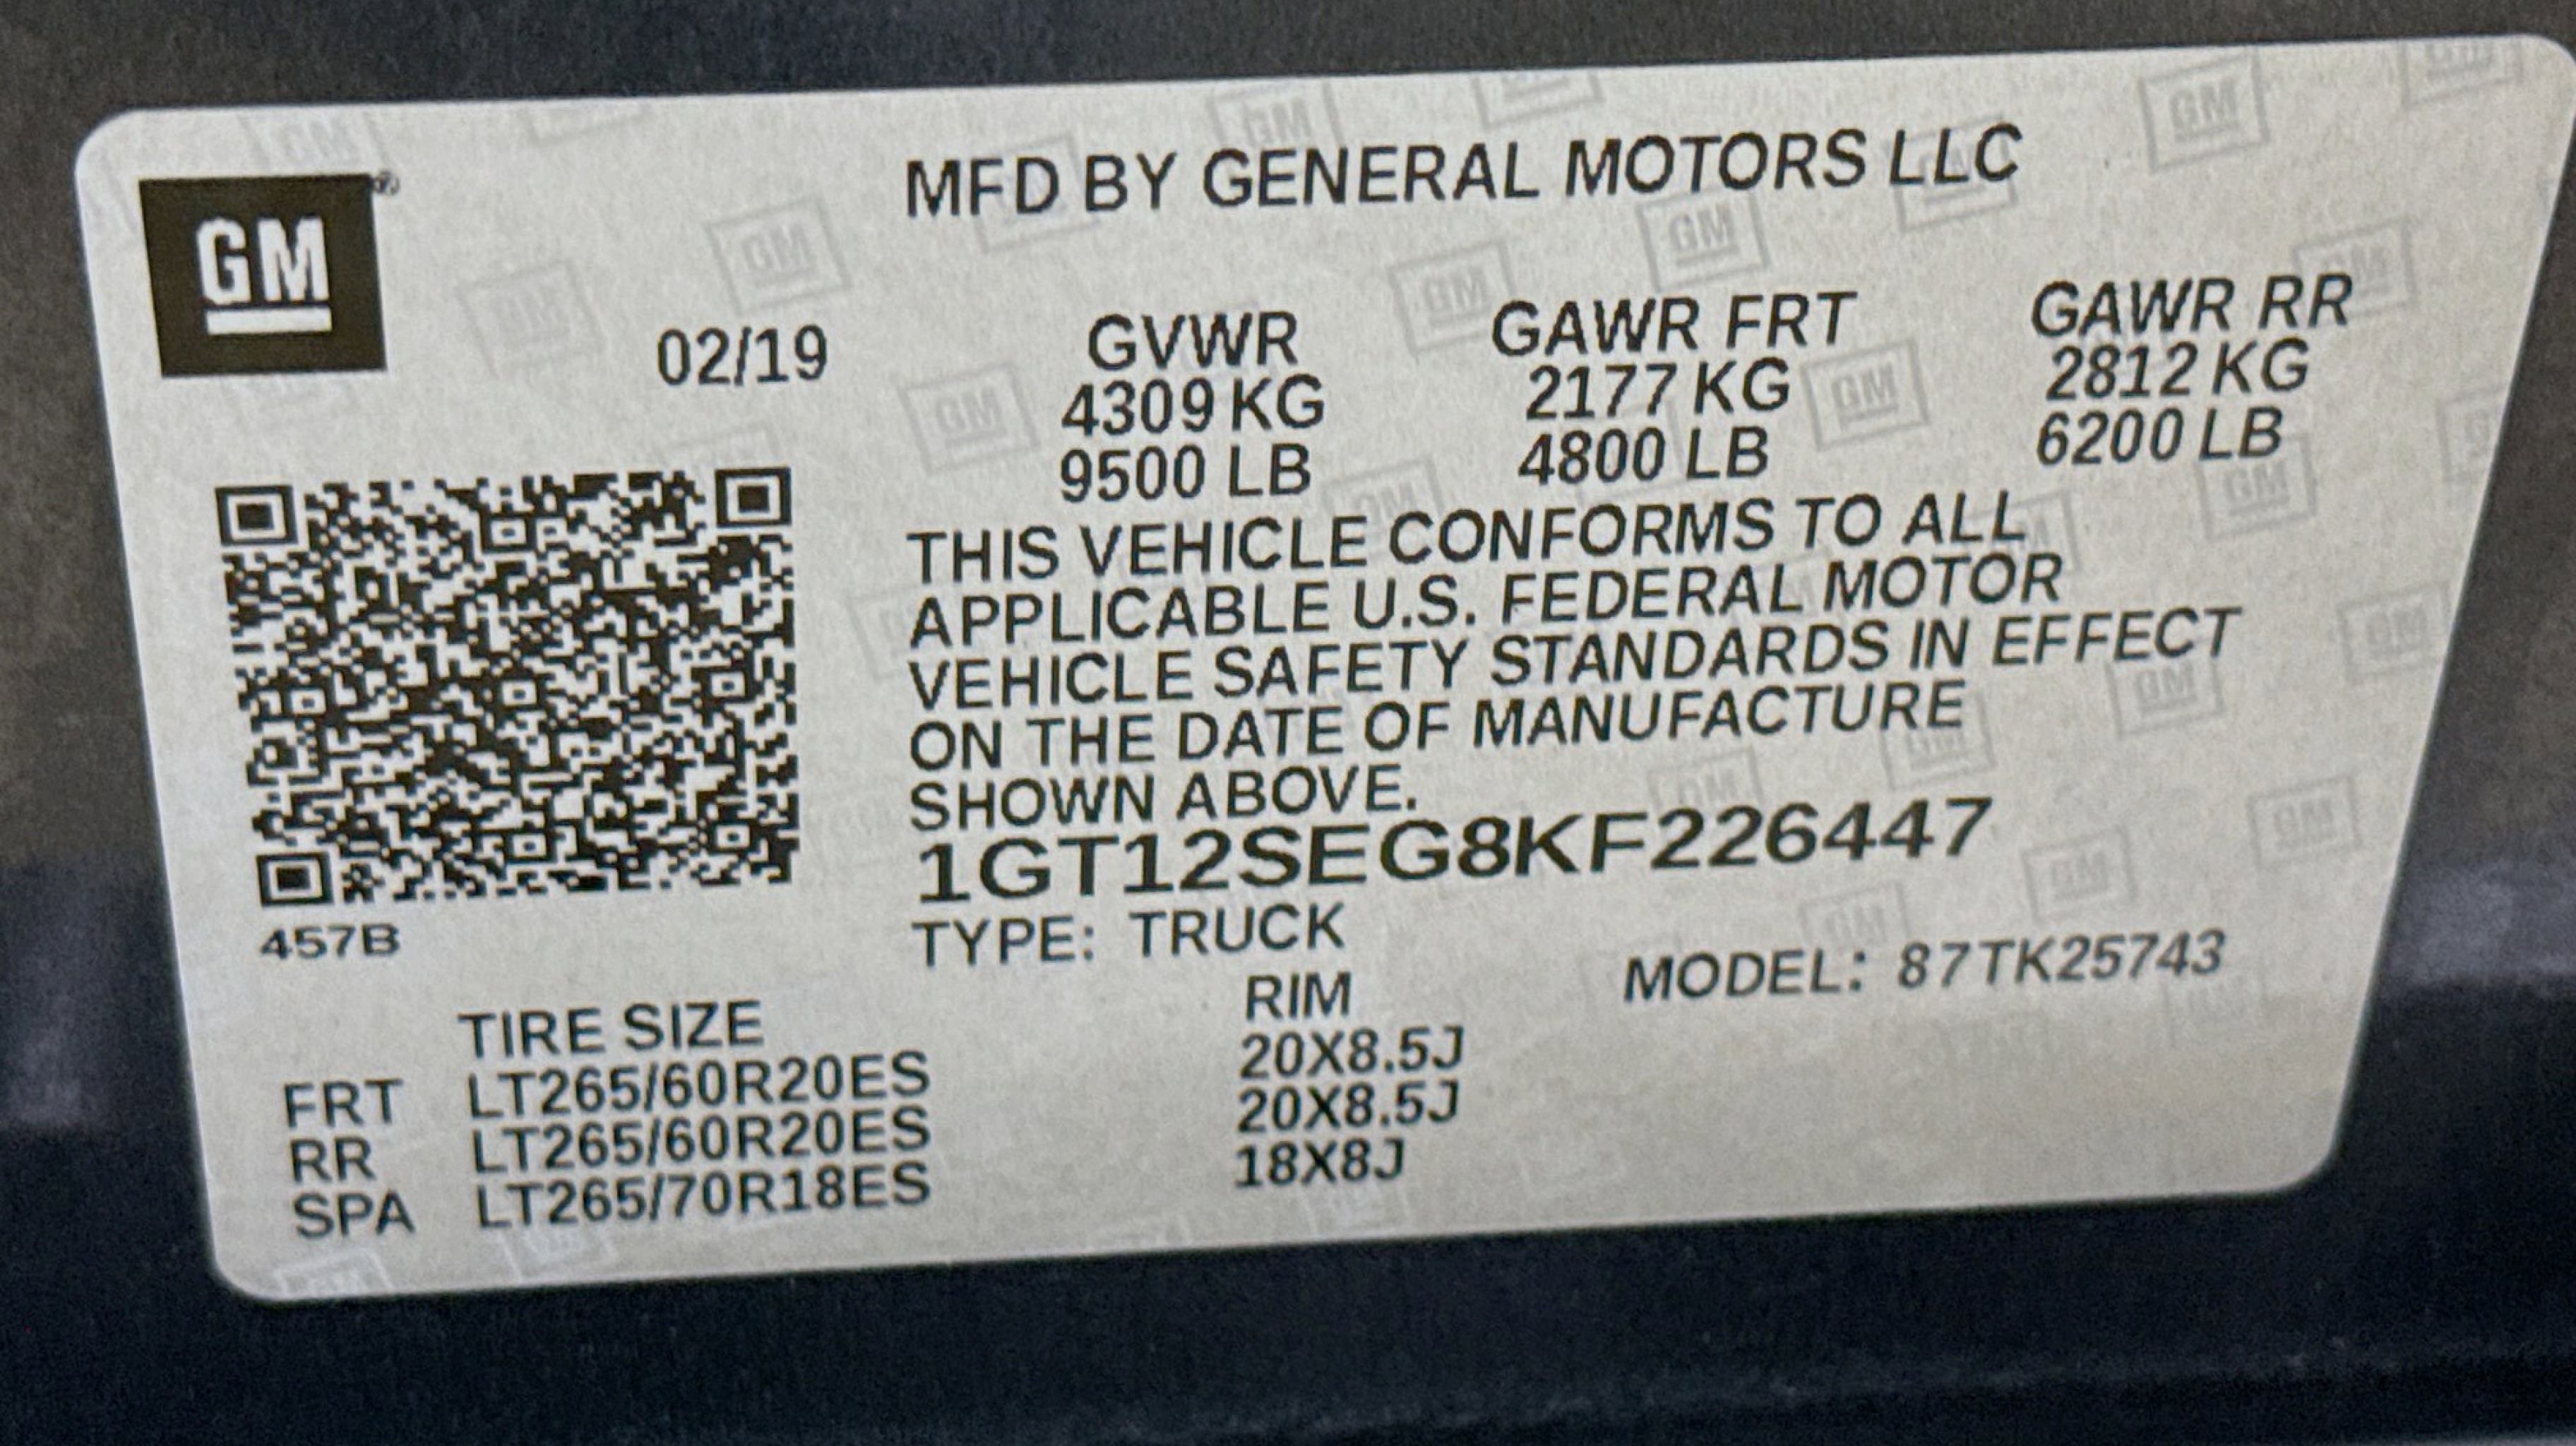 GM
MFD BY GENERAL MOTORS LLC
02/19
GVWR GAWR FRT GAWR RR
4309 KG 2177 KG 2812 KG
9500 LB 4800 LB 6200 LB
THIS VEHICLE CONFORMS TO ALL
APPLICABLE U.S. FEDERAL MOTOR
VEHICLE SAFETY STANDARDS IN EFFECT
ON THE DATE OF MANUFACTURE
SHOWN ABOVE.
1GT12SEG8KF226447
457B
TYPE: TRUCK
MODEL: 87TK25743
TIRE SIZE RIM
FRT LT265/60R20ES 20X8.5J
RR LT265/60R20ES 20X8.5J
SPA LT265/70R18ES 18X8J